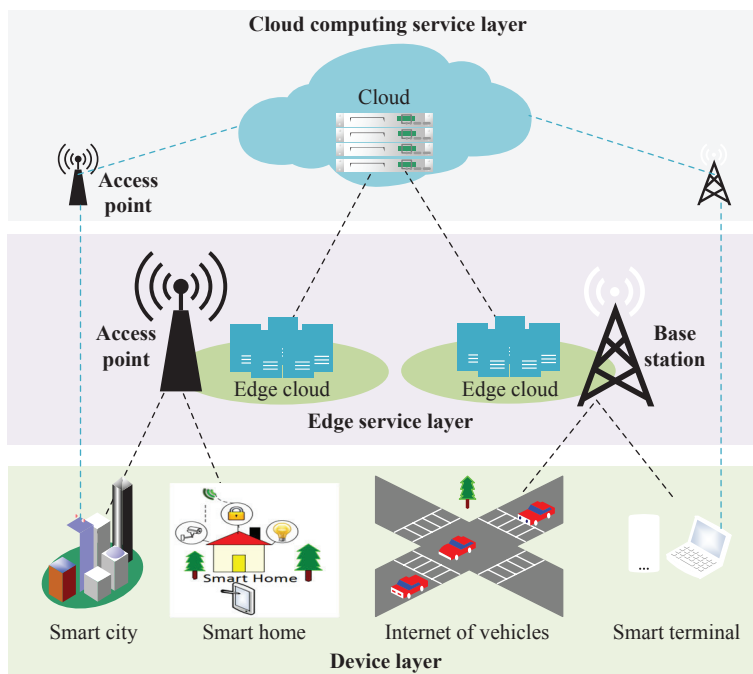 Cloud computing service layer
Cloud
Access
point
Access
point
Base
station
Edge cloud
Edge cloud
Edge service layer
Smart Home
Smart city
Smart home
Internet of vehicles
Smart terminal
Device layer